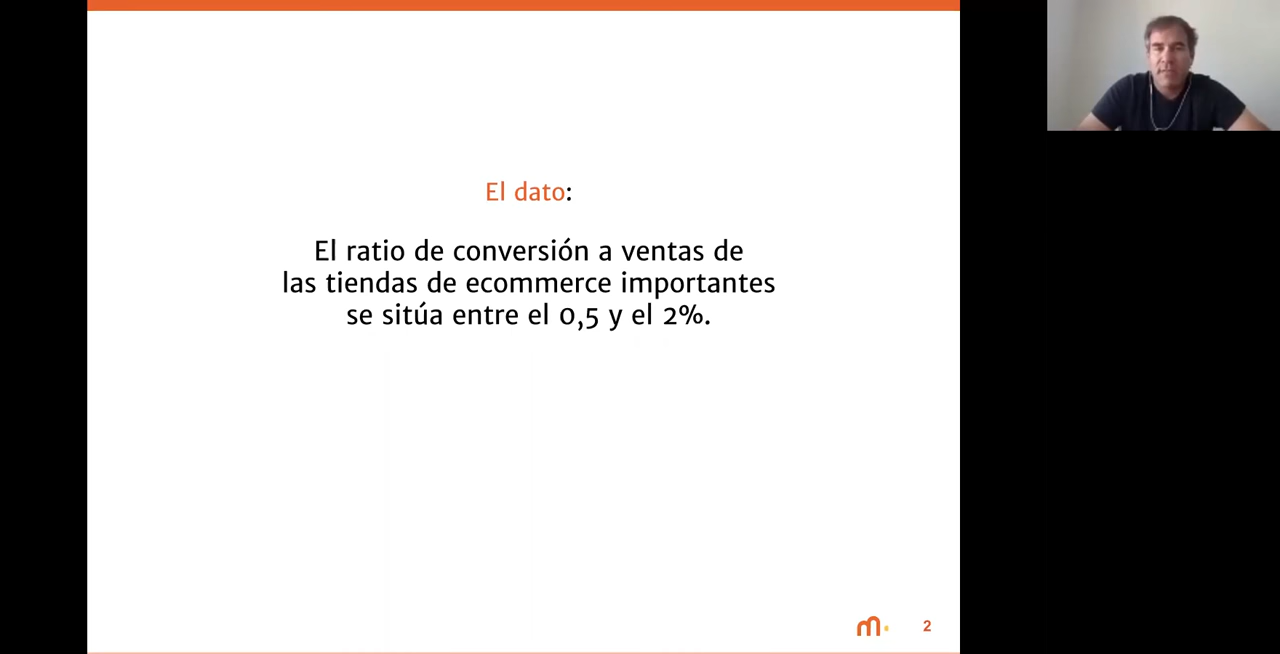 El dato:
El ratio de conversión a ventas de
las tiendas de ecommerce importantes
se sitúa entre el 0,5 y el 2%.
m
2